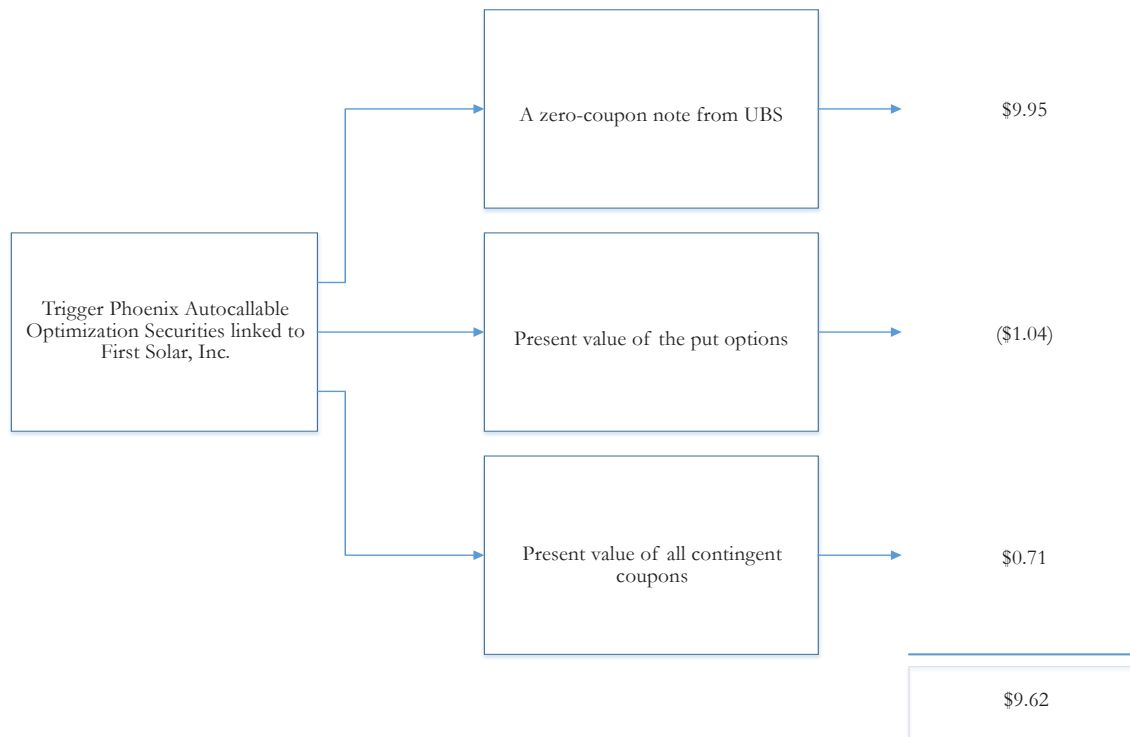 A zero-coupon note from UBS
$9.95
Trigger Phoenix Autocallable
Optimization Securities linked to
First Solar, Inc.
Present value of the put options
($1.04)
Present value of all contingent
coupons
$0.71
$9.62